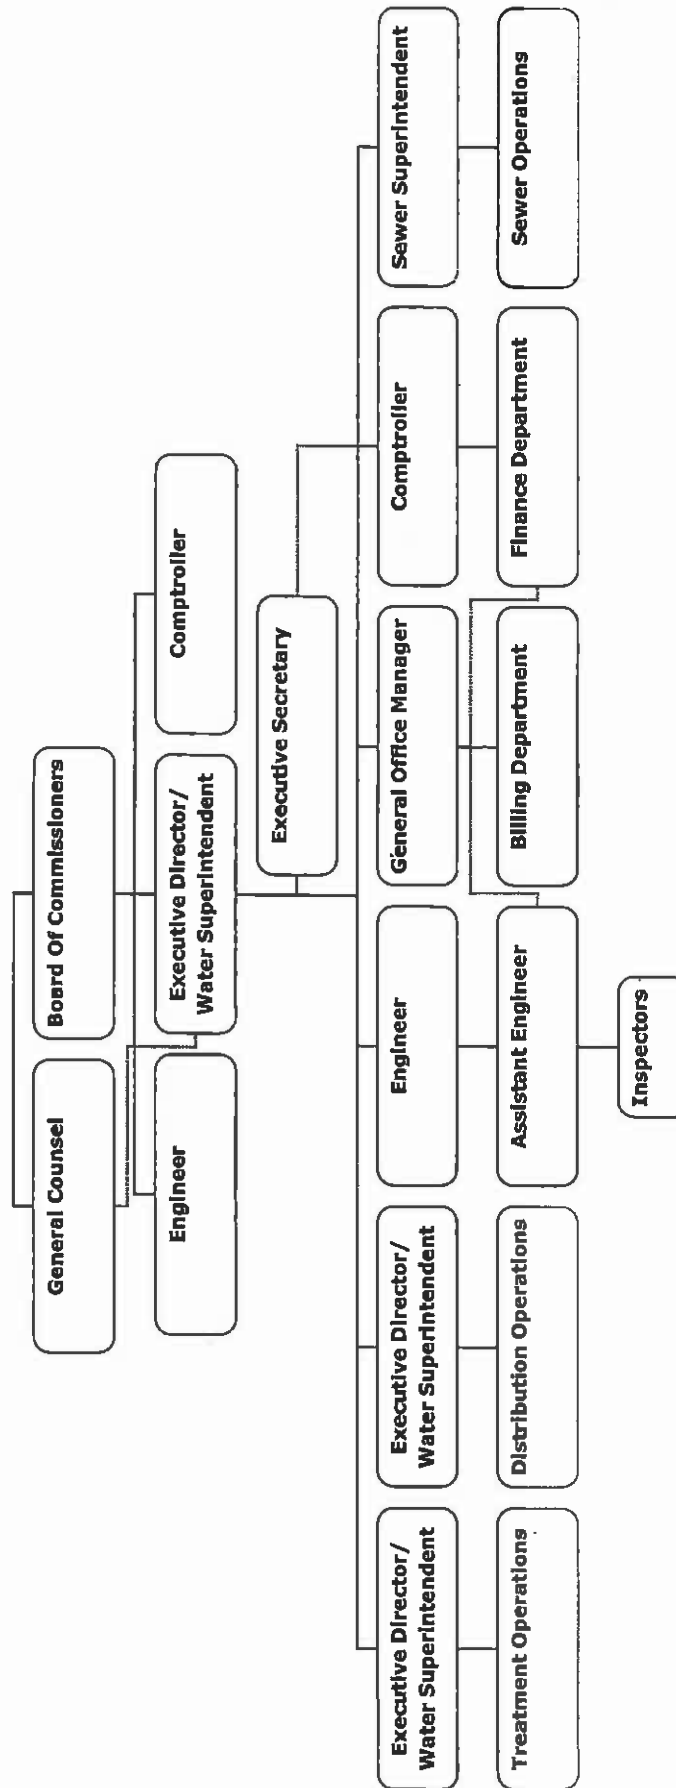 General Counsel
Board Of Commissioners
Engineer
Executive Director/
Water Superintendent
Comptroller
Executive Secretary
Executive Director/
Water Superintendent
Executive Director/
Water Superintendent
Engineer
General Office Manager
Comptroller
Sewer Superintendent
Treatment Operations
Distribution Operations
Assistant Engineer
Billing Department
Finance Department
Sewer Operations
Inspectors